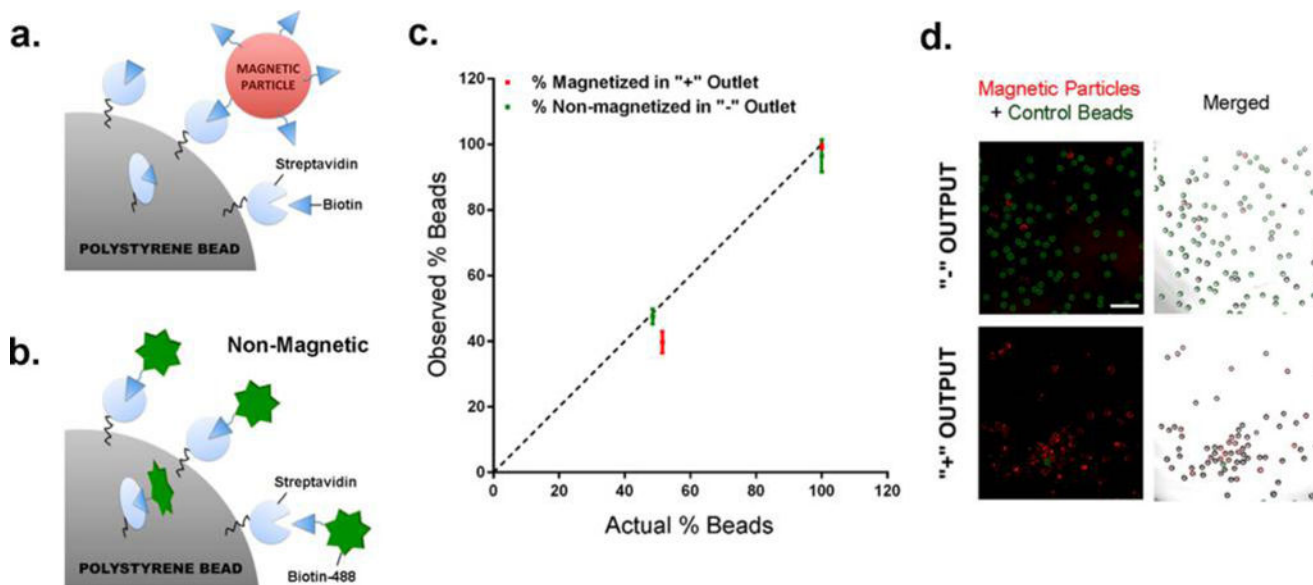 a.
MAGNETIC
PARTICLE
Streptavidin
Biotin
POLYSTYRENE BEAD
b.
Non-Magnetic
Streptavidin
Biotin-488
POLYSTYRENE BEAD
c.
% Magnetized in "+" Outlet
% Non-magnetized in "-" Outlet
Observed % Beads
120
100
80
60
40
20
0
0 20 40 60 80 100 120
Actual % Beads
d.
Magnetic Particles
+ Control Beads
Merged
"-" OUTPUT
"+" OUTPUT